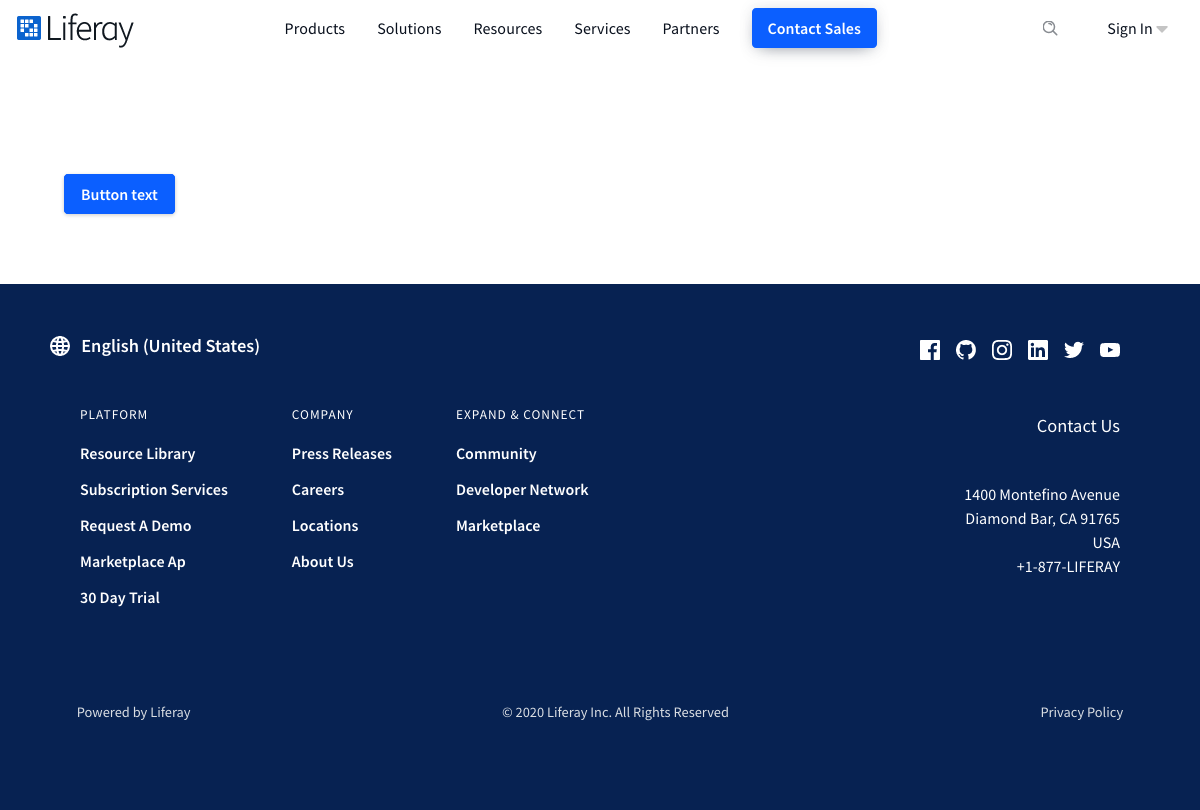 Liferay
Products Solutions Resources Services Partners Contact Sales Sign In
Button text
English (United States)
PLATFORM
Resource Library
Subscription Services
Request A Demo
Marketplace Ap
30 Day Trial
COMPANY
Press Releases
Careers
Locations
About Us
EXPAND & CONNECT
Community
Developer Network
Marketplace
Contact Us
1400 Montefino Avenue
Diamond Bar, CA 91765
USA
+1-877-LIFERAY
Powered by Liferay
© 2020 Liferay Inc. All Rights Reserved
Privacy Policy